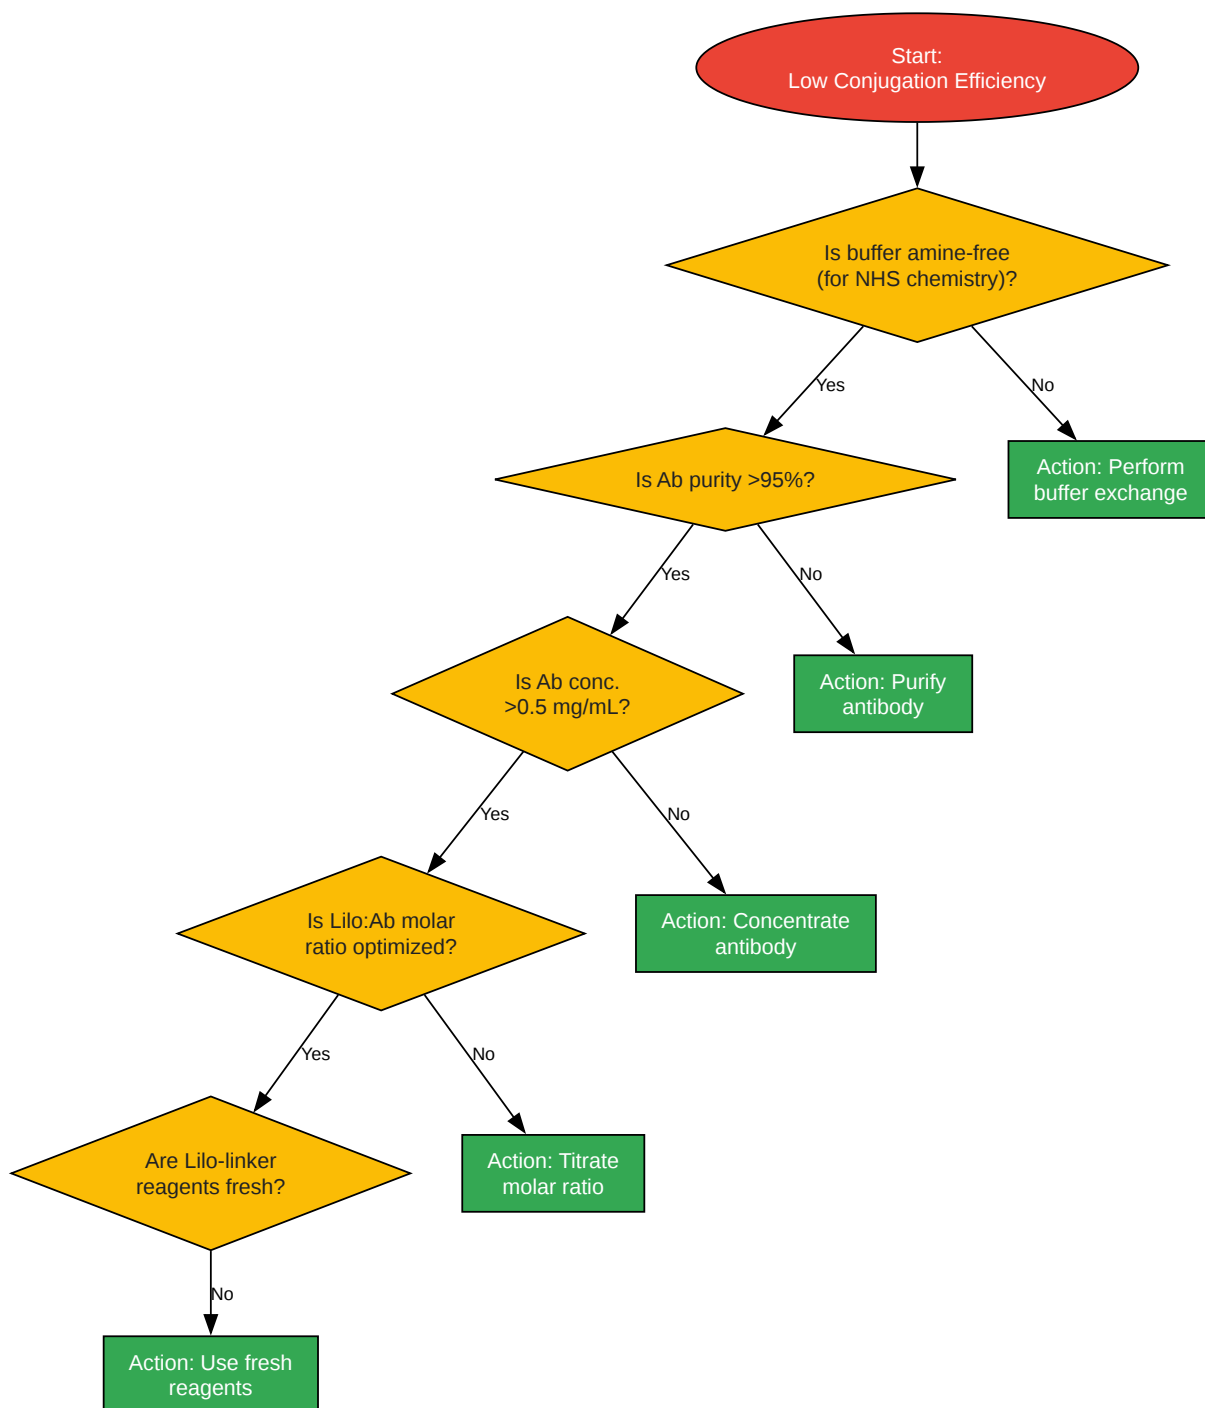 Start:
Low Conjugation Efficiency
Is buffer amine-free
(for NHS chemistry)?
Yes
No
Is Ab purity >95%?
Action: Perform
buffer exchange
Yes
No
Is Ab conc.
>0.5 mg/mL?
Action: Purify
antibody
Yes
No
Is Lilo:Ab molar
ratio optimized?
Action: Concentrate
antibody
Yes
No
Are Lilo-linker
reagents fresh?
Action: Titrate
molar ratio
No
Action: Use fresh
reagents